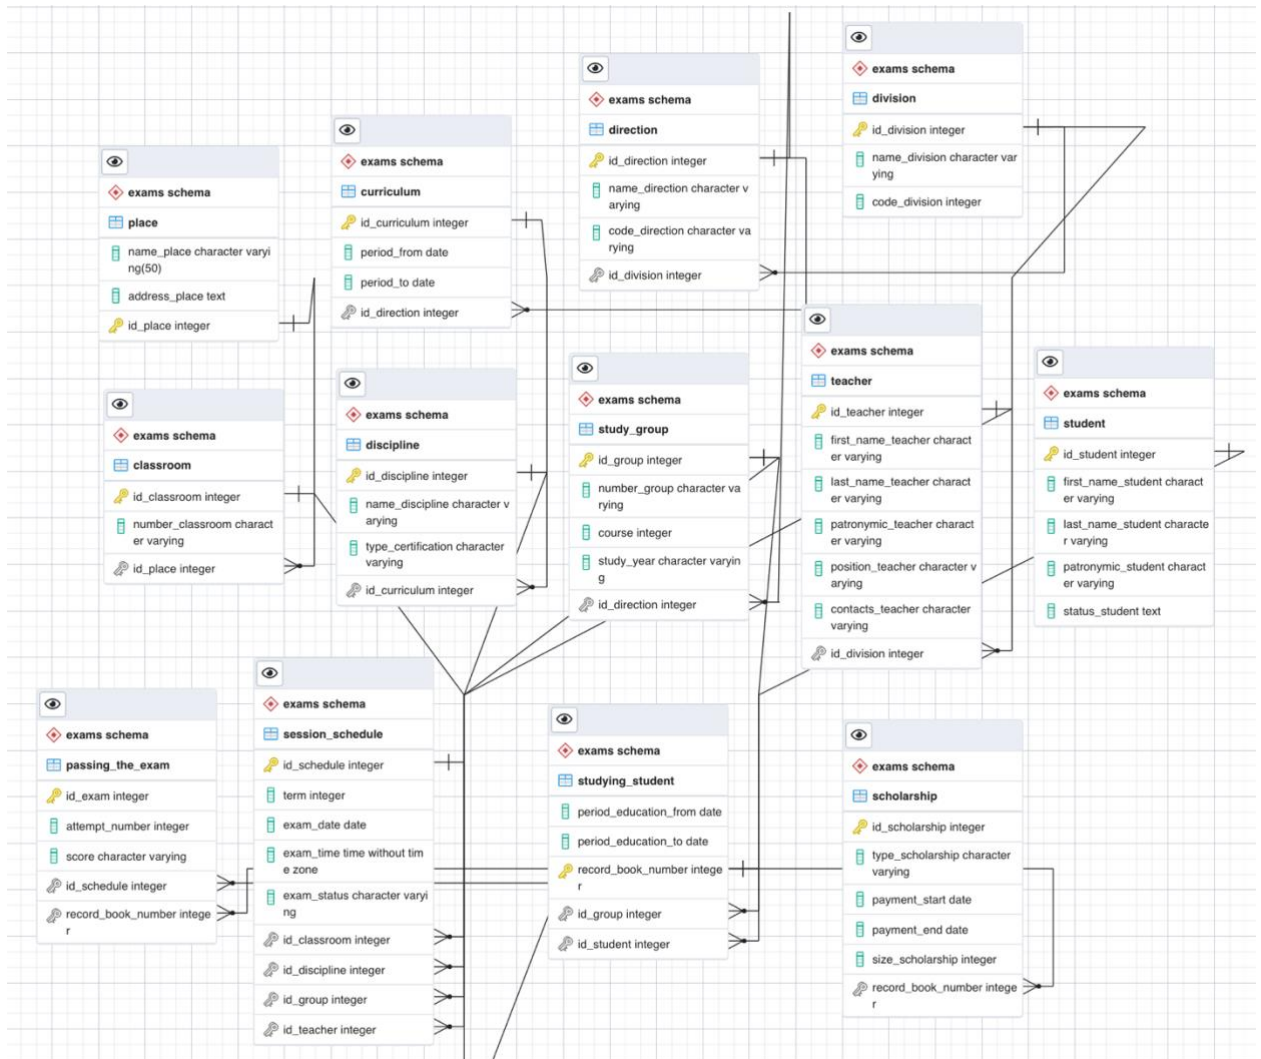 exams schema
division
id_division integer
name_division character var
ying
code_division integer
exams schema
direction
id_direction integer
name_direction character v
arying
code_direction character va
rying
id_division integer
exams schema
curriculum
id_curriculum integer
period_from date
period_to date
id_direction integer
exams schema
place
name_place character varyi
ng(50)
address_place text
id_place integer
exams schema
teacher
id_teacher integer
first_name_teacher charact
er varying
last_name_teacher charact
er varying
patronymic_teacher charact
er varying
position_teacher character v
arying
contacts_teacher character
varying
id_division integer
exams schema
student
id_student integer
first_name_student charact
er varying
last_name_student characte
r varying
patronymic_student charact
er varying
status_student text
exams schema
study_group
id_group integer
number_group character va
rying
course integer
study_year character varyin
g
id_direction integer
exams schema
discipline
id_discipline integer
name_discipline character v
arying
type_certification character
varying
id_curriculum integer
exams schema
classroom
id_classroom integer
number_classroom charact
er varying
id_place integer
exams schema
passing_the_exam
id_exam integer
attempt_number integer
score character varying
id_schedule integer
record_book_number intege
r
exams schema
session_schedule
id_schedule integer
term integer
exam_date date
exam_time time without tim
e zone
exam_status character varyi
ng
id_classroom integer
id_discipline integer
id_group integer
id_teacher integer
exams schema
studying_student
period_education_from date
period_education_to date
record_book_number intege
r
id_group integer
id_student integer
exams schema
scholarship
id_scholarship integer
type_scholarship character
varying
payment_start date
payment_end date
size_scholarship integer
record_book_number intege
r